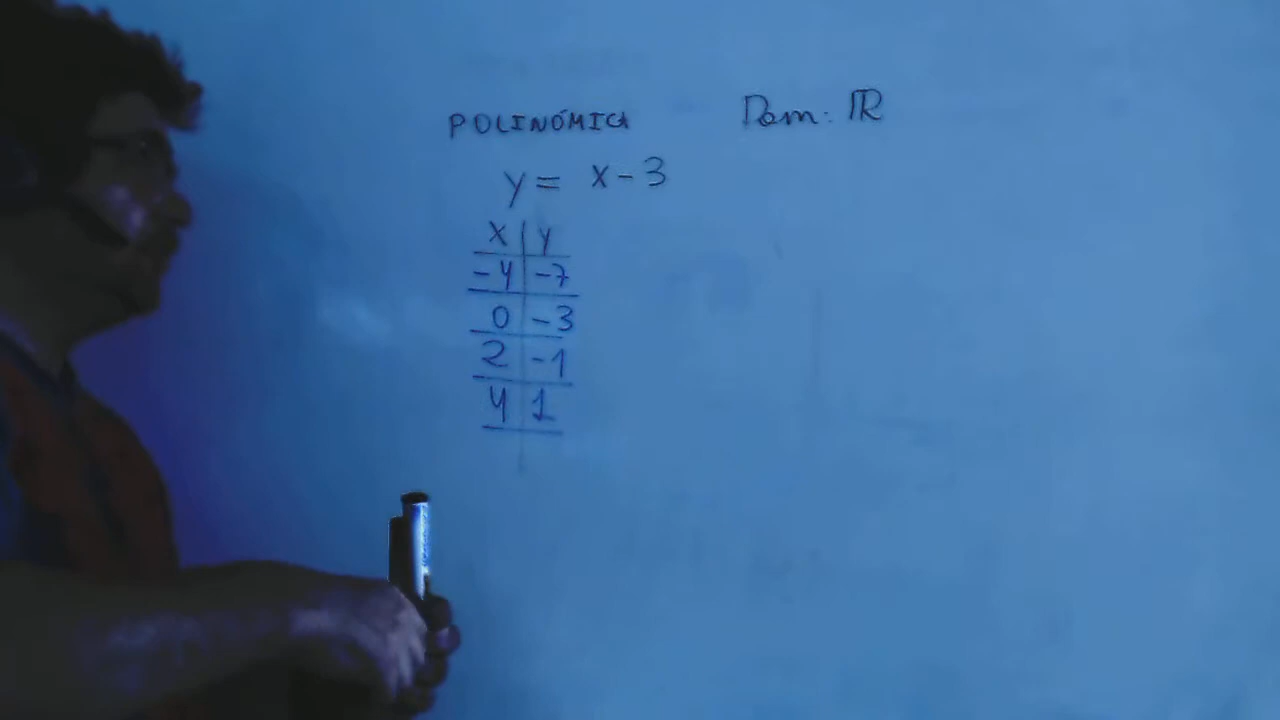 POLINÓMICA Dom: ℝ
y = x - 3
x | y
-4 | -7
0 | -3
2 | -1
4 | 1